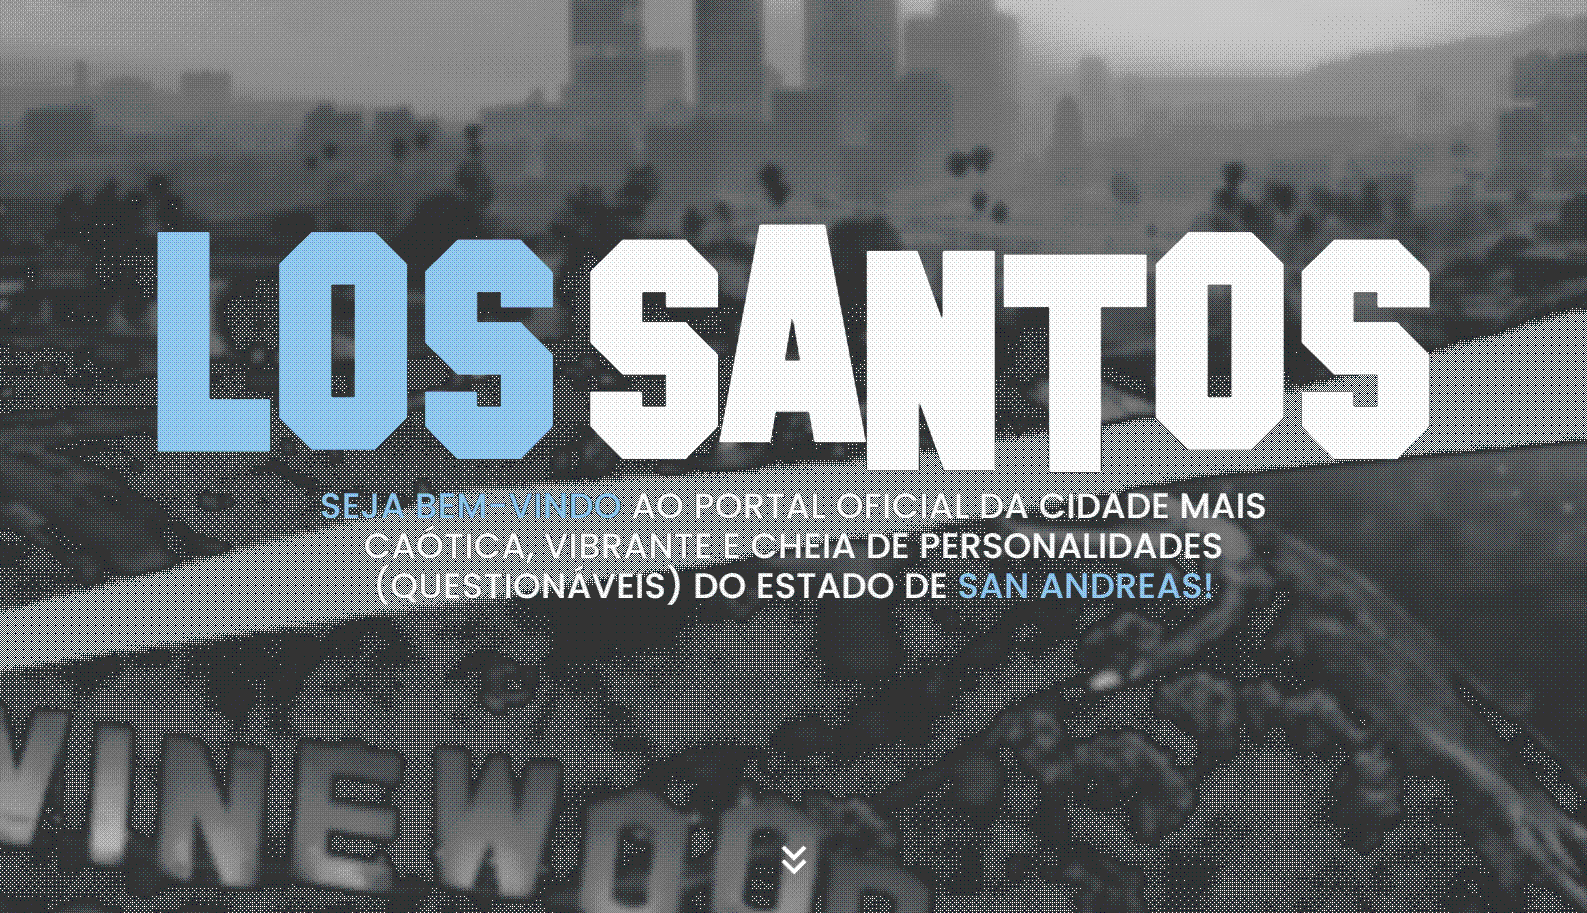 LOS SANTOS
SEJA BEM-VINDO AO PORTAL OFICIAL DA CIDADE MAIS
CAÓTICA, VIBRANTE E CHEIA DE PERSONALIDADES
(QUESTIONÁVEIS) DO ESTADO DE SAN ANDREAS!
VINEWOOD